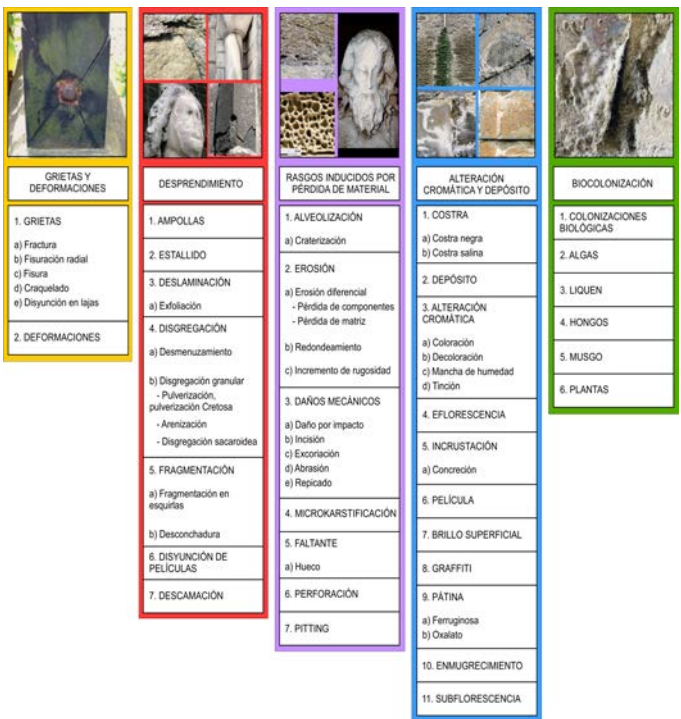 GRIETAS Y
DEFORMACIONES
1. GRIETAS
a) Fractura
b) Fisuración radial
c) Fisura
d) Craquelado
e) Disyunción en lajas
2. DEFORMACIONES
DESPRENDIMIENTO
1. AMPOLLAS
2. ESTALLIDO
3. DESLAMINACIÓN
a) Exfoliación
4. DISGREGACIÓN
a) Desmenuzamiento
b) Disgregación granular
- Pulverización,
pulverización Cretosa
- Arenización
- Disgregación sacaroidea
5. FRAGMENTACIÓN
a) Fragmentación en
esquirlas
b) Desconchadura
6. DISYUNCIÓN DE
PELÍCULAS
7. DESCAMACIÓN
RASGOS INDUCIDOS POR
PÉRDIDA DE MATERIAL
1. ALVEOLIZACIÓN
a) Craterización
2. EROSIÓN
a) Erosión diferencial
- Pérdida de componentes
- Pérdida de matriz
b) Redondeamiento
c) Incremento de rugosidad
3. DAÑOS MECÁNICOS
a) Daño por impacto
b) Incisión
c) Excoriación
d) Abrasión
e) Repicado
4. MICROKARSTIFICACIÓN
5. FALTANTE
a) Hueco
6. PERFORACIÓN
7. PITTING
ALTERACIÓN
CROMÁTICA Y DEPÓSITO
1. COSTRA
a) Costra negra
b) Costra salina
2. DEPÓSITO
3. ALTERACIÓN
CROMÁTICA
a) Coloración
b) Decoloración
c) Mancha de humedad
d) Tinción
4. EFLORESCENCIA
5. INCRUSTACIÓN
a) Concreción
6. PELÍCULA
7. BRILLO SUPERFICIAL
8. GRAFFITI
9. PÁTINA
a) Ferruginosa
b) Oxalato
10. ENMUGRECIMIENTO
11. SUBFLORESCENCIA
BIOCOLONIZACIÓN
1. COLONIZACIONES
BIOLÓGICAS
2. ALGAS
3. LIQUEN
4. HONGOS
5. MUSGO
6. PLANTAS